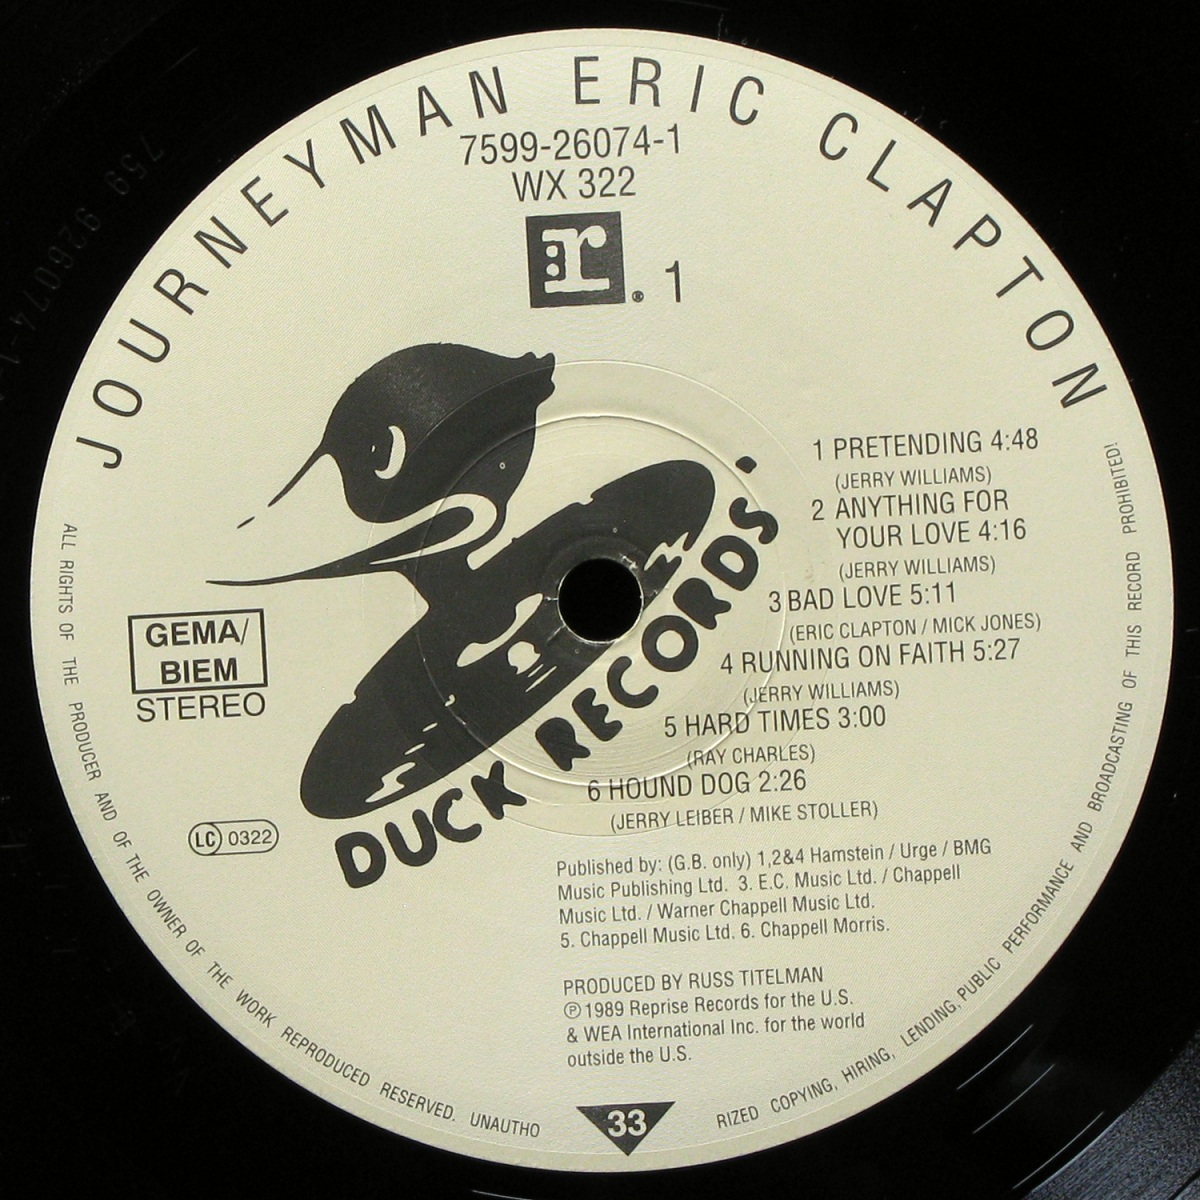 JOURNEYMAN ERIC CLAPTON
7599-26074-1
WX 322
r® 1
1 PRETENDING 4:48
(JERRY WILLIAMS)
2 ANYTHING FOR
YOUR LOVE 4:16
(JERRY WILLIAMS)
3 BAD LOVE 5:11
(ERIC CLAPTON / MICK JONES)
4 RUNNING ON FAITH 5:27
(JERRY WILLIAMS)
5 HARD TIMES 3:00
(RAY CHARLES)
6 HOUND DOG 2:26
(JERRY LEIBER / MIKE STOLLER)
GEMA/
BIEM
STEREO
DUCK RECORDS
LC 0322
Published by: (G.B. only) 1,2&4 Hamstein / Urge / BMG
Music Publishing Ltd. 3. E.C. Music Ltd. / Chappell
Music Ltd. / Warner Chappell Music Ltd.
5. Chappell Music Ltd. 6. Chappell Morris.
PRODUCED BY RUSS TITELMAN
℗ 1989 Reprise Records for the U.S.
& WEA International Inc. for the world
outside the U.S.
33
ALL RIGHTS OF THE PRODUCER AND OF THE OWNER OF THE WORK REPRODUCED RESERVED. UNAUTHO
RIZED COPYING, HIRING, LENDING, PUBLIC PERFORMANCE AND BROADCASTING OF THIS RECORD PROHIBITED!